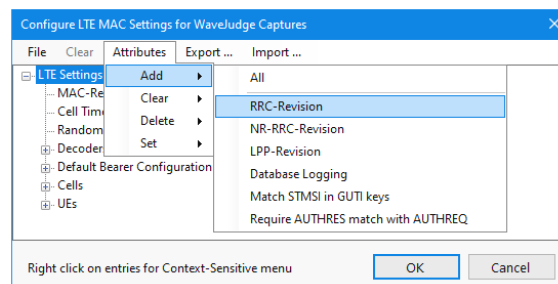 Configure LTE MAC Settings for WaveJudge Captures
File Clear Attributes Export ... Import ...
LTE Settings Add All
MAC-Re Clear RRC-Revision
Cell Time Delete NR-RRC-Revision
Random Set LPP-Revision
Decoder Database Logging
Default Bearer Configuration Match STMSI in GUTI keys
Cells Require AUTHRES match with AUTHREQ
UEs
Right click on entries for Context-Sensitive menu OK Cancel